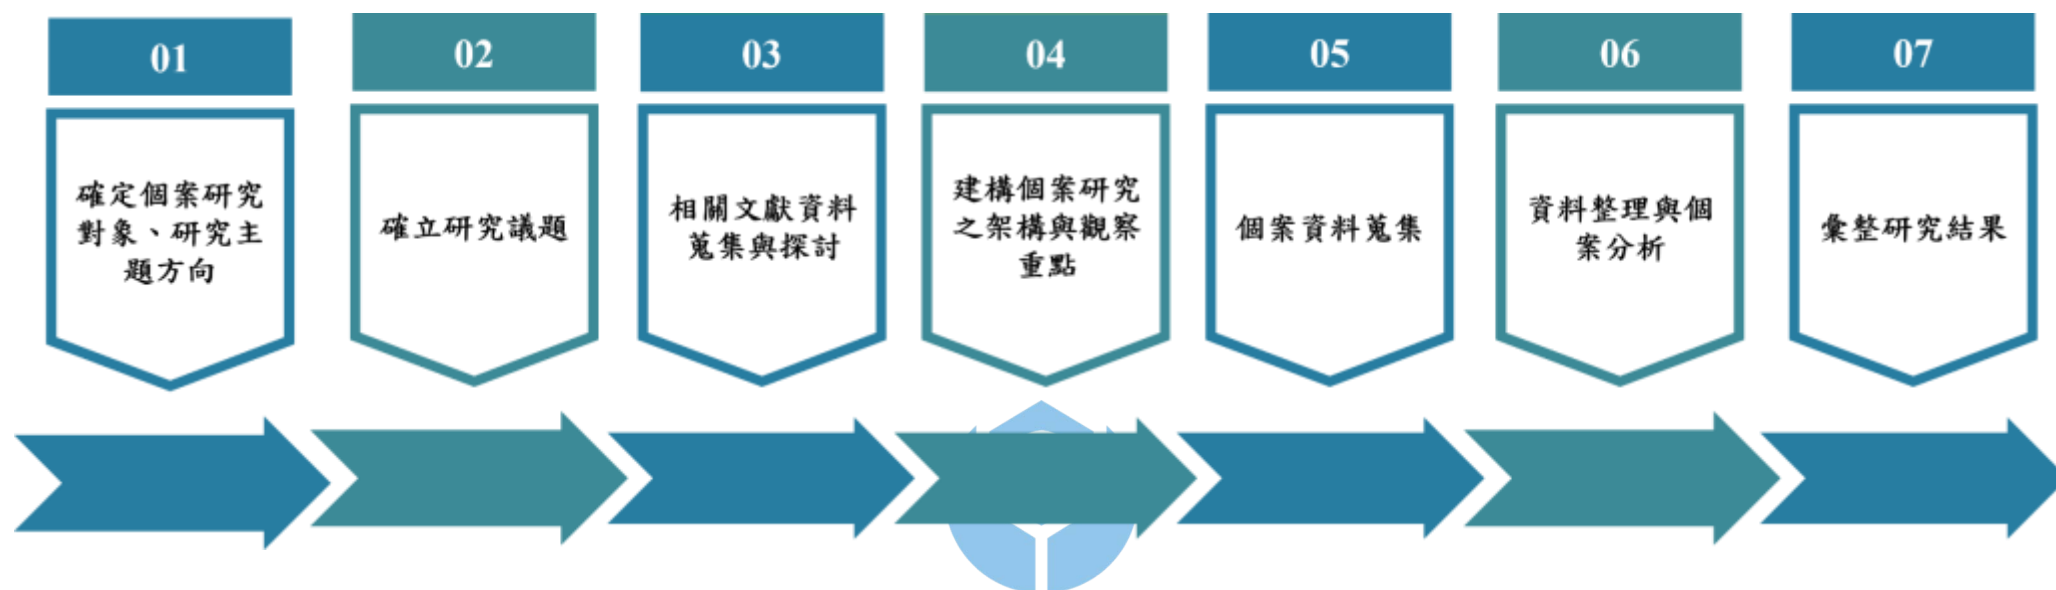 01
確定個案研究
對象、研究主
題方向
02
確立研究議題
03
相關文獻資料
蒐集與探討
04
建構個案研究
之架構與觀察
重點
05
個案資料蒐集
06
資料整理與個
案分析
07
彙整研究結果